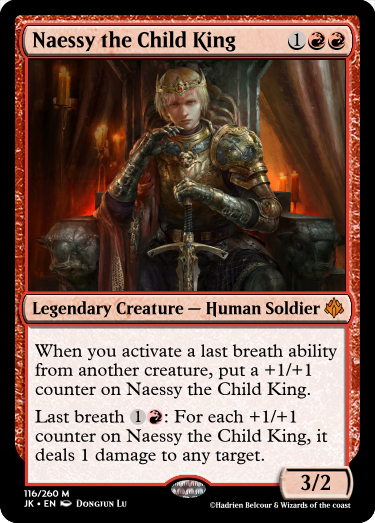 Naessy the Child King 1
Legendary Creature — Human Soldier
When you activate a last breath ability
from another creature, put a +1/+1
counter on Naessy the Child King.
Last breath 1 : For each +1/+1
counter on Naessy the Child King, it
deals 1 damage to any target.
3/2
116/260 M
JK • EN Dongjun Lu
©Hadrien Belcour & Wizards of the coast